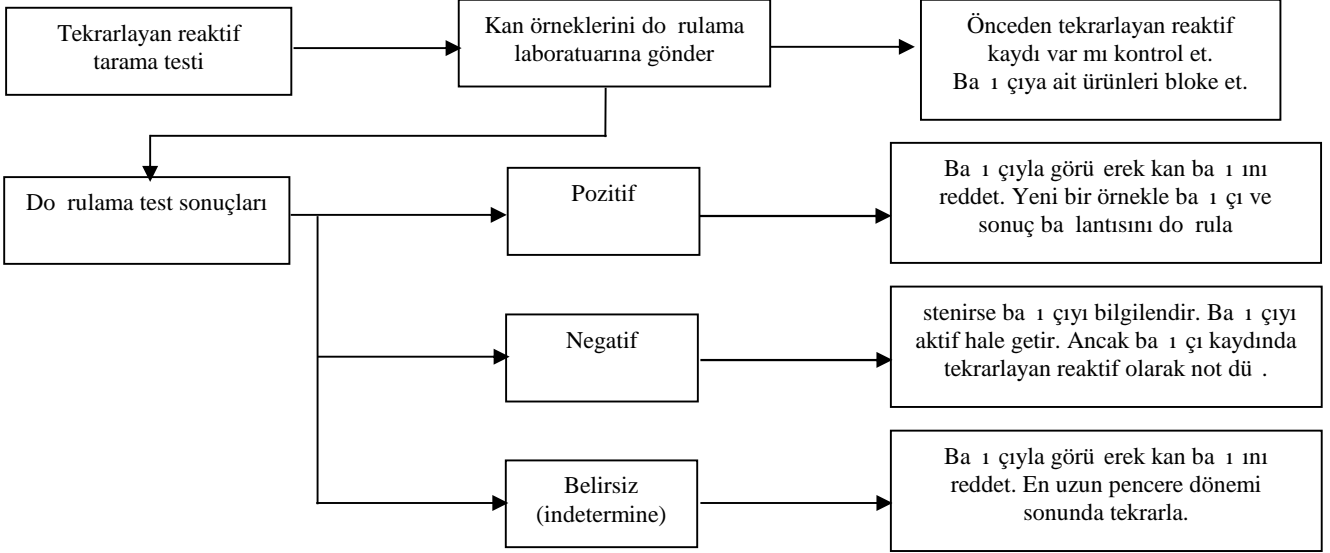 Tekrarlayan reaktif
tarama testi
Kan örneklerini do rulama
laboratuarına gönder
Önceden tekrarlayan reaktif
kaydı var mı kontrol et.
Ba ı çıya ait ürünleri bloke et.
Do rulama test sonuçları
Pozitif
Ba ı çıyla görü erek kan ba ı ını
reddet. Yeni bir örnekle ba ı çı ve
sonuç ba lantısını do rula
Negatif
stenirse ba ı çıyı bilgilendir. Ba ı çıyı
aktif hale getir. Ancak ba ı çı kaydında
tekrarlayan reaktif olarak not dü .
Belirsiz
(indetermine)
Ba ı çıyla görü erek kan ba ı ını
reddet. En uzun pencere dönemi
sonunda tekrarla.